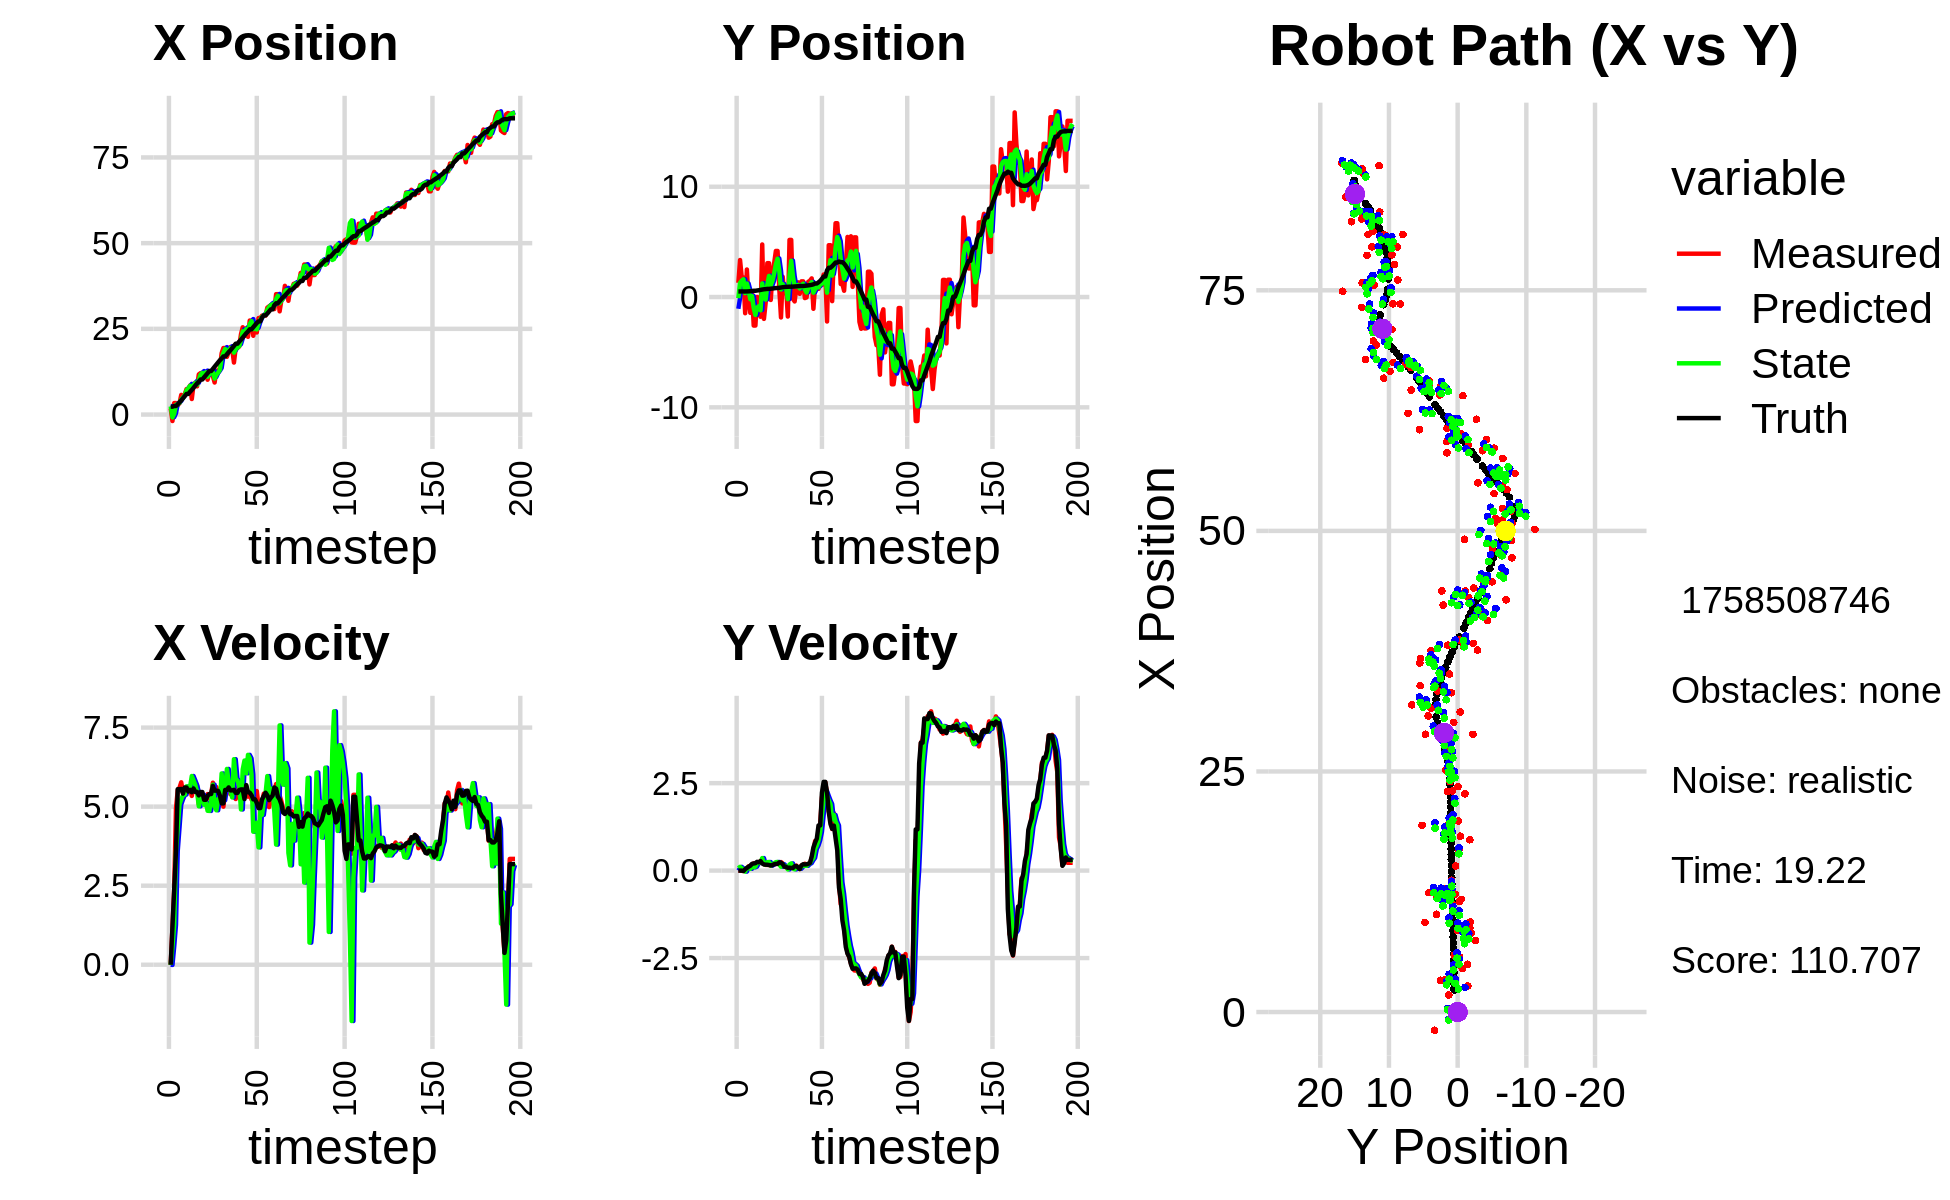 X Position
75
50
25
0
0
50
100
150
200
timestep
Y Position
10
0
-10
0
50
100
150
200
timestep
X Velocity
7.5
5.0
2.5
0.0
0
50
100
150
200
timestep
Y Velocity
2.5
0.0
-2.5
0
50
100
150
200
timestep
Robot Path (X vs Y)
X Position
75
50
25
0
20
10
0
-10
-20
Y Position
variable
Measured
Predicted
State
Truth
1758508746
Obstacles: none
Noise: realistic
Time: 19.22
Score: 110.707